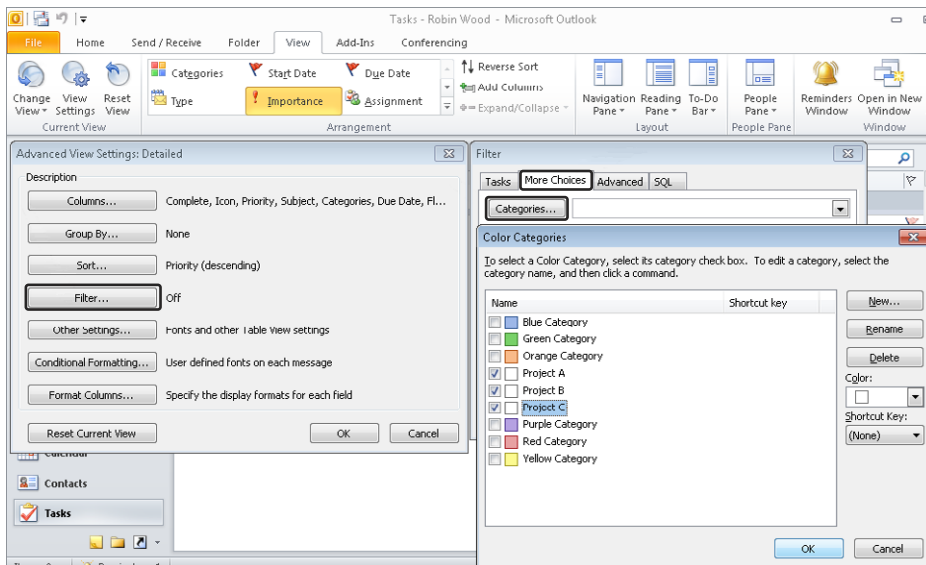 Tasks - Robin Wood - Microsoft Outlook
File Home Send / Receive Folder View Add-Ins Conferencing
Change View View Settings Reset View
Current View
Categories Start Date Due Date
Type Importance Assignment
Arrangement
Reverse Sort
Add Columns
Expand/Collapse
Navigation Pane Reading Pane To-Do Bar
Layout
People Pane
People Pane
Reminders Window Open in New Window
Window
Advanced View Settings: Detailed
Description
Columns... Complete, Icon, Priority, Subject, Categories, Due Date, Fl...
Group By... None
Sort... Priority (descending)
Filter... Off
Other Settings... Fonts and other Table View settings
Conditional Formatting... User defined fonts on each message
Format Columns... Specify the display formats for each field
Reset Current View OK Cancel
Calendar
Contacts
Tasks
Filter
Tasks More Choices Advanced SQL
Categories...
Color Categories
To select a Color Category, select its category check box. To edit a category, select the
category name, and then click a command.
Name Shortcut key
Blue Category
Green Category
Orange Category
Project A
Project B
Project C
Purple Category
Red Category
Yellow Category
New...
Rename
Delete
Color:
Shortcut Key:
(None)
OK Cancel